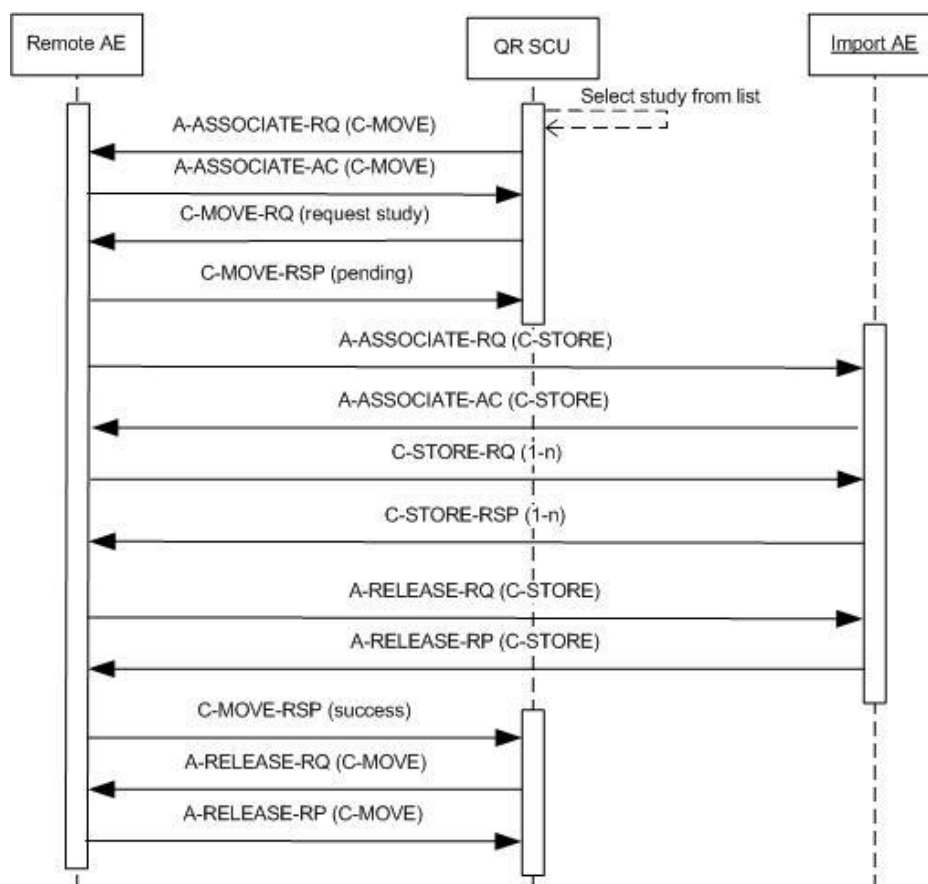 Remote AE
QR SCU
Import AE
Select study from list
A-ASSOCIATE-RQ (C-MOVE)
A-ASSOCIATE-AC (C-MOVE)
C-MOVE-RQ (request study)
C-MOVE-RSP (pending)
A-ASSOCIATE-RQ (C-STORE)
A-ASSOCIATE-AC (C-STORE)
C-STORE-RQ (1-n)
C-STORE-RSP (1-n)
A-RELEASE-RQ (C-STORE)
A-RELEASE-RP (C-STORE)
C-MOVE-RSP (success)
A-RELEASE-RQ (C-MOVE)
A-RELEASE-RP (C-MOVE)